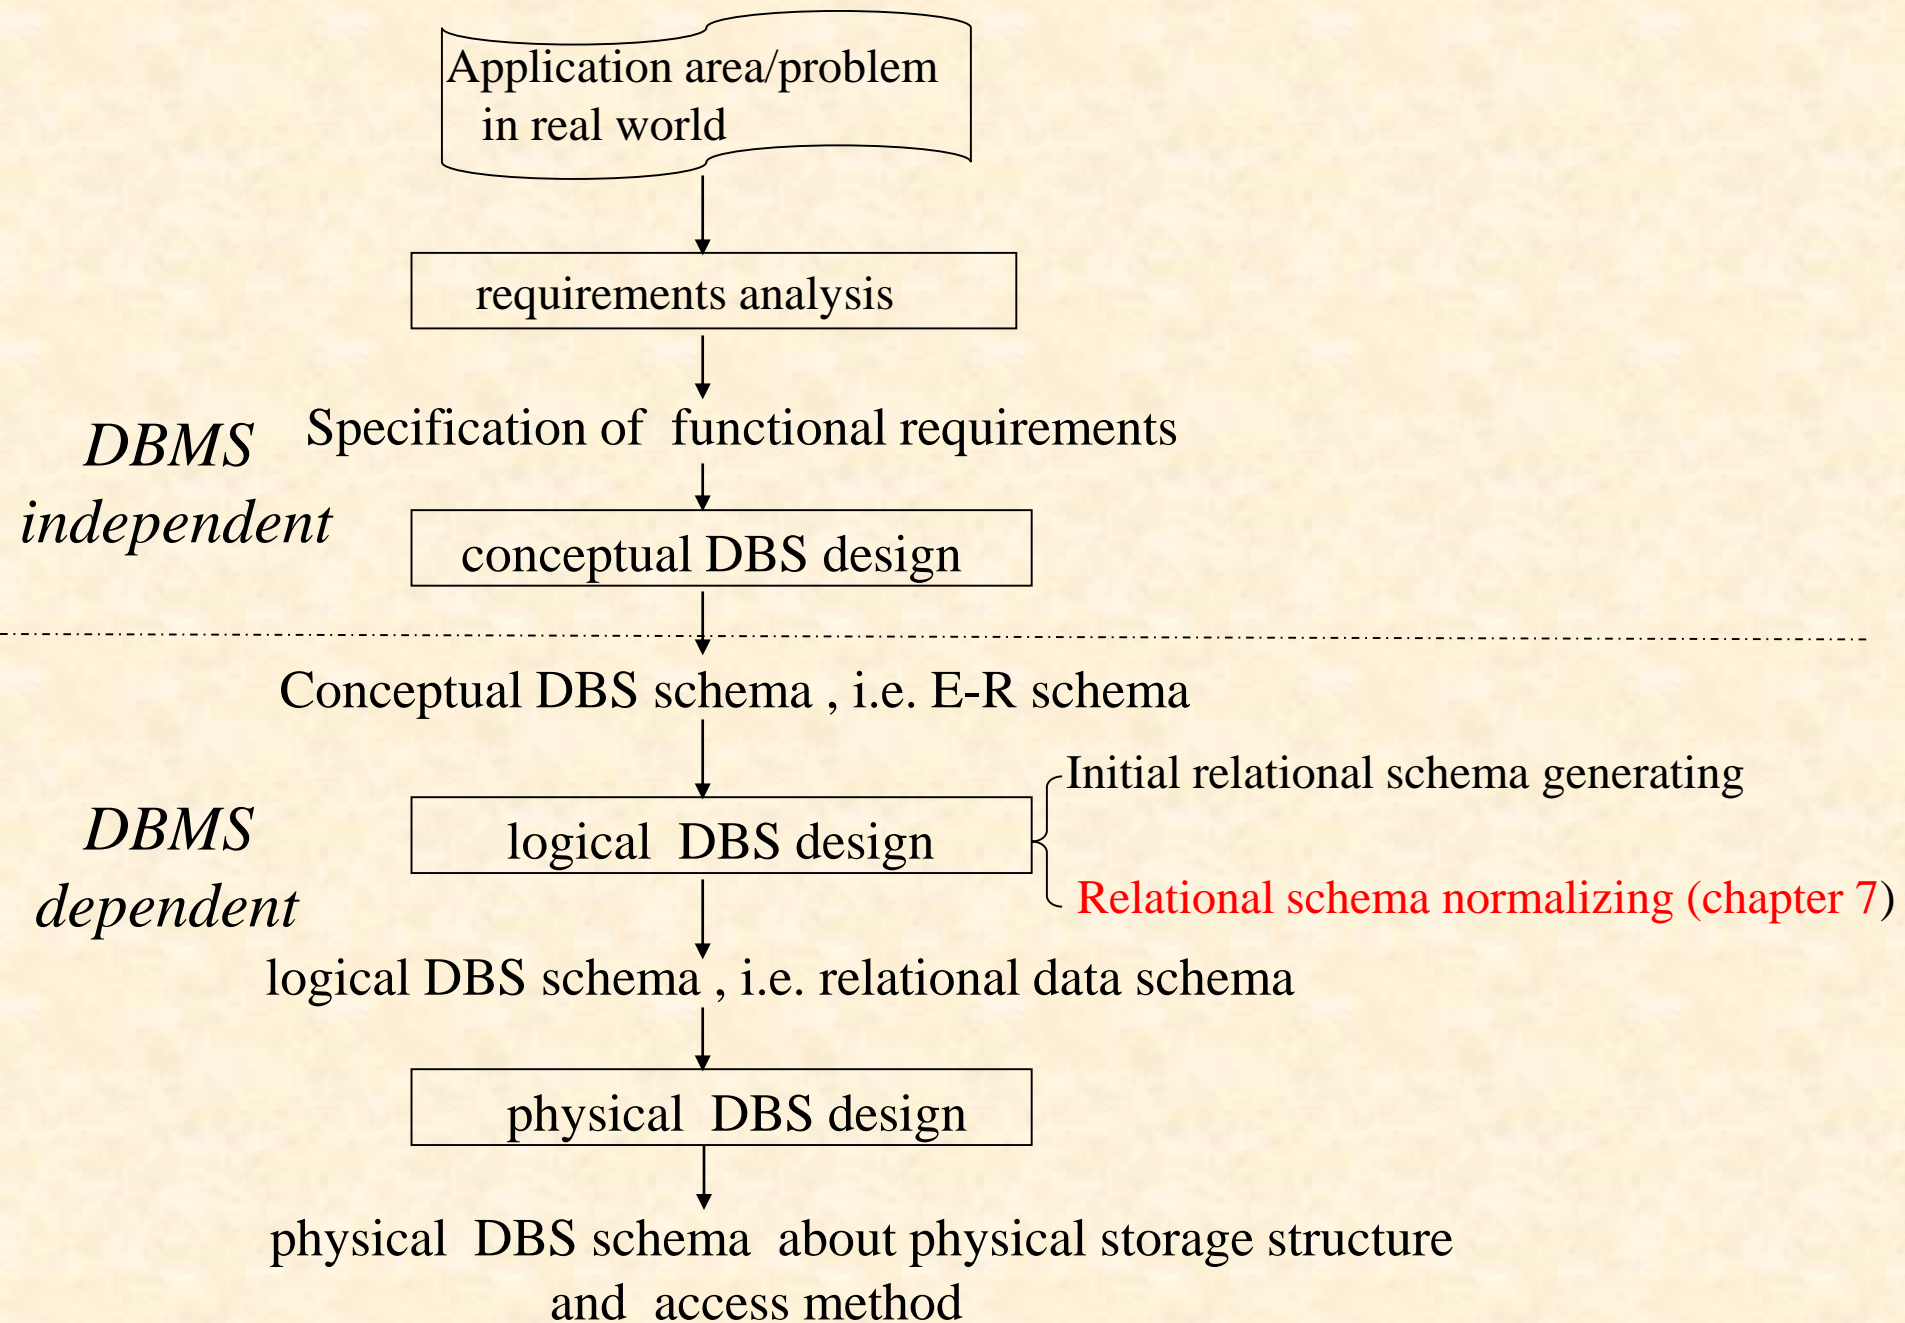 Application area/problem
in real world
requirements analysis
Specification of functional requirements
DBMS
independent
conceptual DBS design
Conceptual DBS schema , i.e. E-R schema
Initial relational schema generating
DBMS
dependent
logical DBS design
Relational schema normalizing (chapter 7)
logical DBS schema , i.e. relational data schema
physical DBS design
physical DBS schema about physical storage structure
and access method